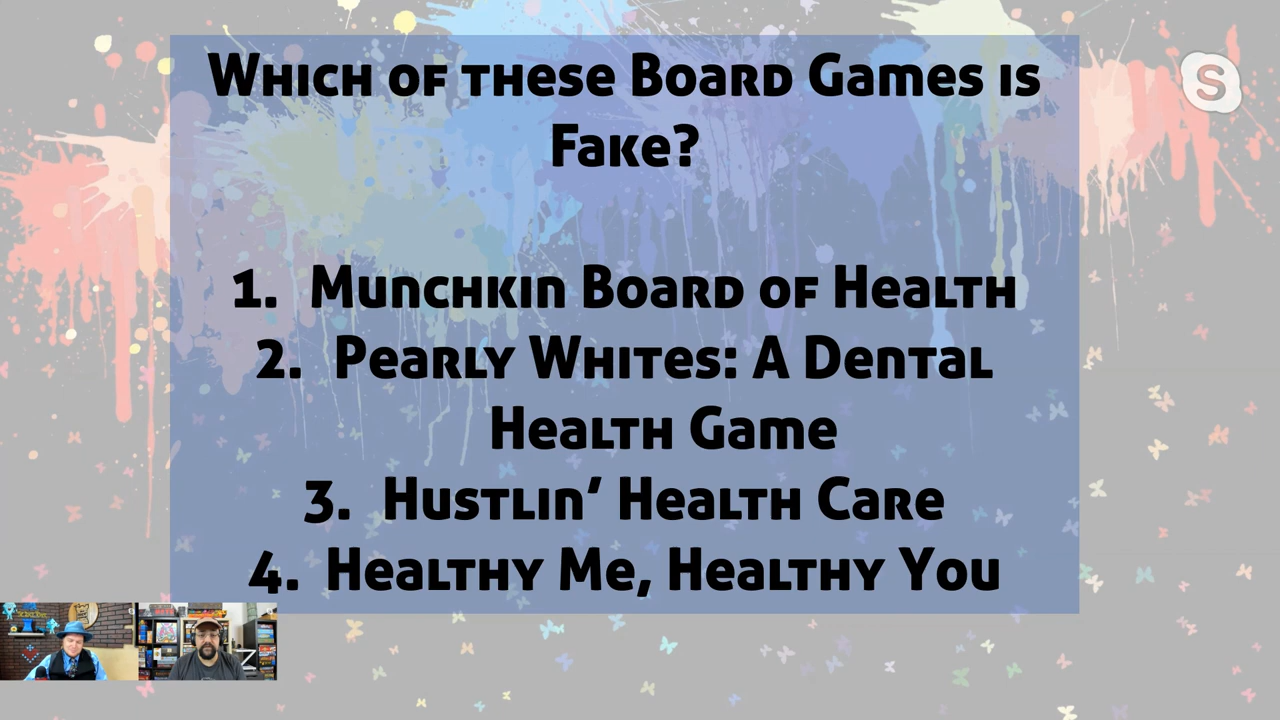 Which of these Board Games is
Fake?
1. Munchkin Board of Health
2. Pearly Whites: A Dental
Health Game
3. Hustlin’ Health Care
4. Healthy Me, Healthy You
S